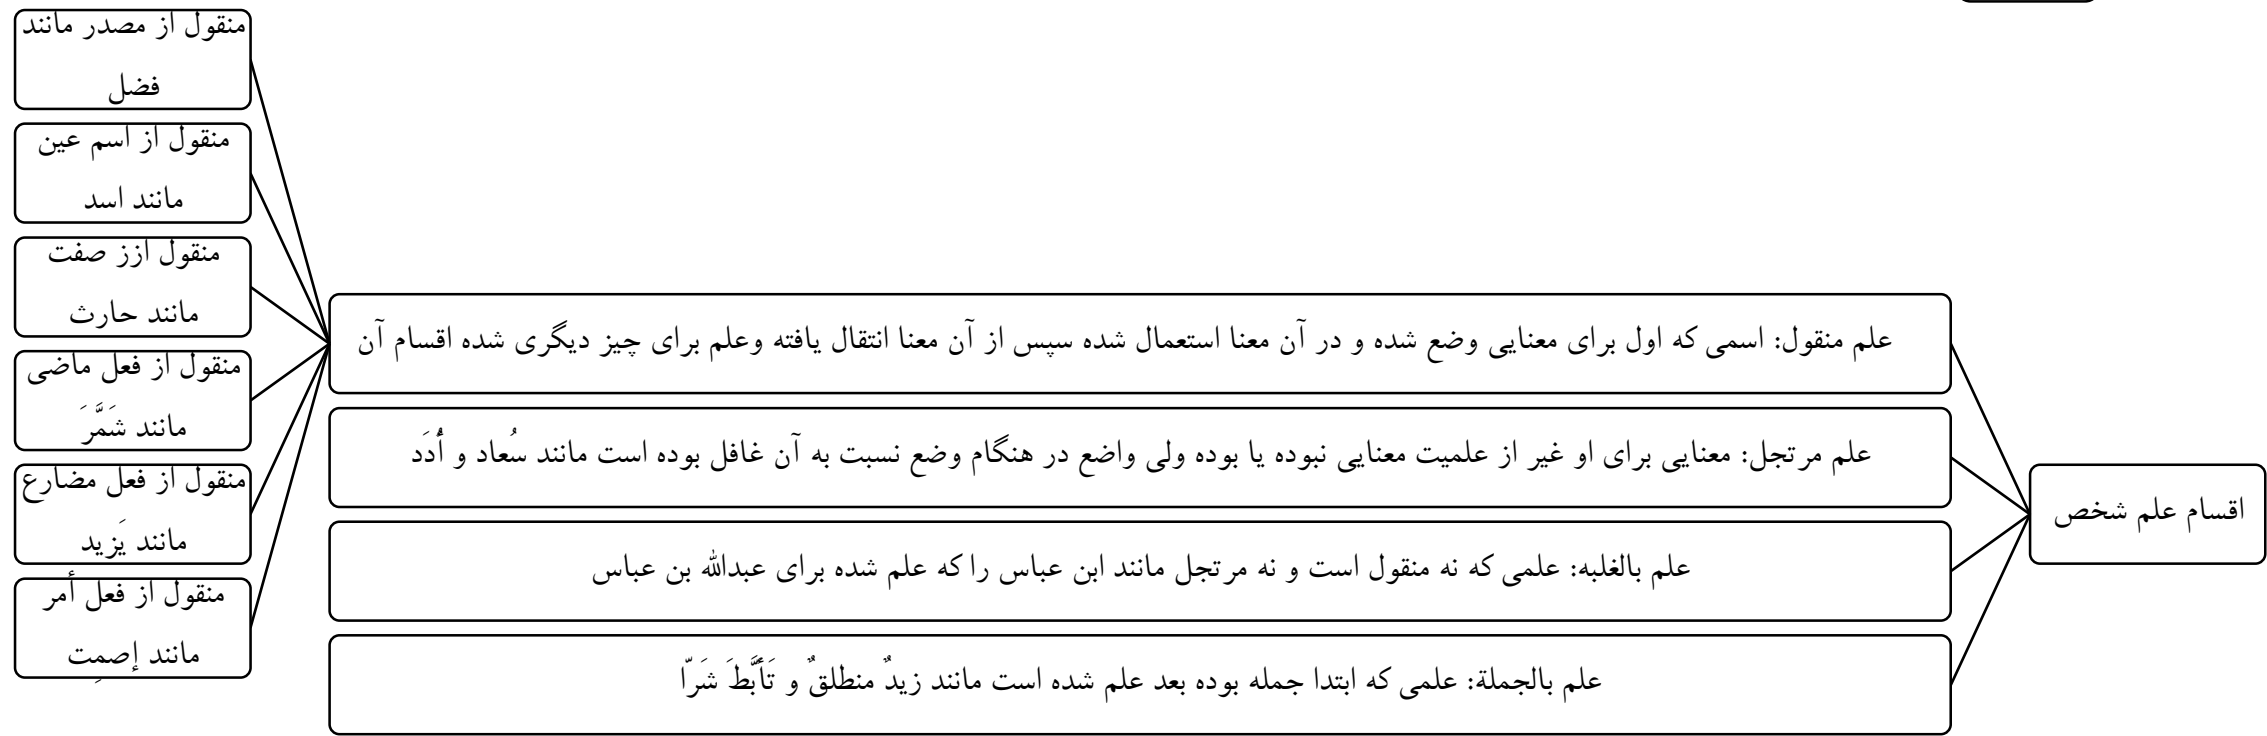 اقسام علم شخص
علم منقول: اسمی که اول برای معنایی وضع شده و در آن معنا استعمال شده سپس از آن معنا انتقال یافته وعلم برای چیز دیگری شده اقسام آن
منقول از مصدر مانند
فضل
منقول از اسم عین
مانند اسد
منقول ازز صفت
مانند حارث
منقول از فعل ماضی
مانند شَمَّرَ
منقول از فعل مضارع
مانند يَزيد
منقول از فعل أمر
مانند إصمِت
علم مرتجل: معنایی برای او غیر از علمیت معنایی نبوده یا بوده ولی واضع در هنگام وضع نسبت به آن غافل بوده است مانند سُعاد و أُدَد
علم بالغلبه: علمی که نه منقول است و نه مرتجل مانند ابن عباس را که علم شده برای عبدالله بن عباس
علم بالجملة: علمی که ابتدا جمله بوده بعد علم شده است مانند زيدٌ منطلقٌ و تَأَبَّطَ شَرّا